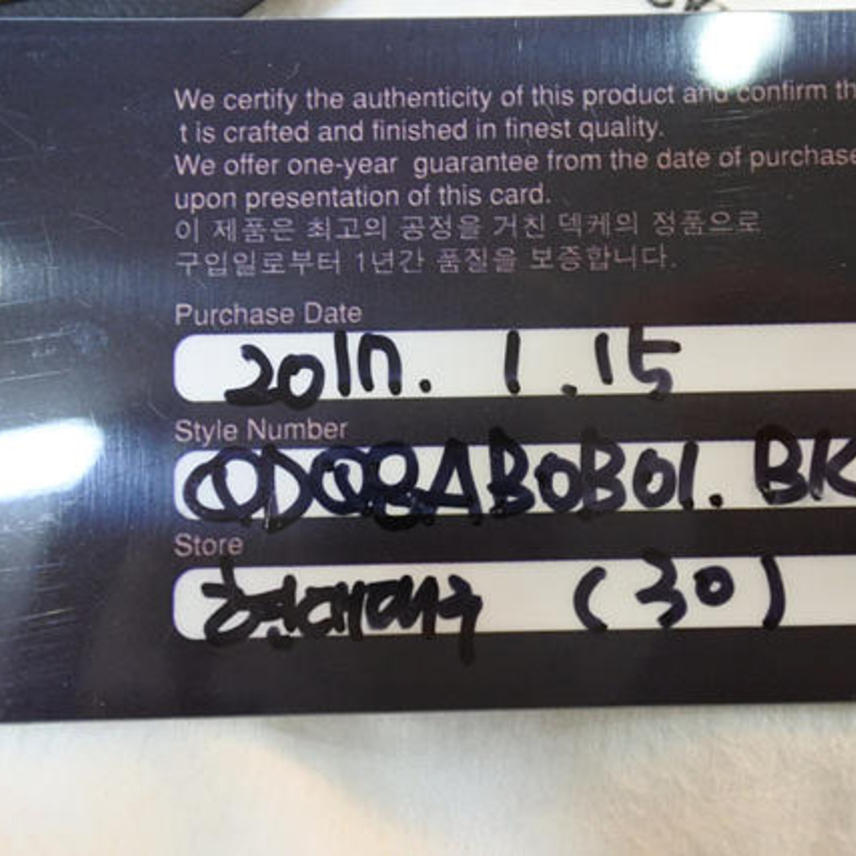 We certify the authenticity of this product and confirm th
t is crafted and finished in finest quality.
We offer one-year guarantee from the date of purchase
upon presentation of this card.
이 제품은 최고의 공정을 거친 덱케의 정품으로
구입일로부터 1년간 품질을 보증합니다.
Purchase Date
2017. 1. 15
Style Number
QDQ8AB0B01. BK
Store
현대대구 (30)